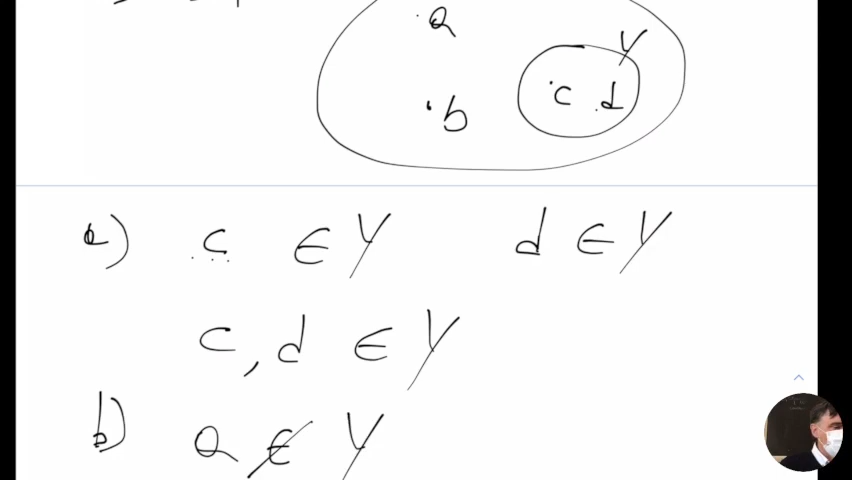 a
Y
c d
b
a) c ∈ Y d ∈ Y
c, d ∈ Y
b) a ∉ Y